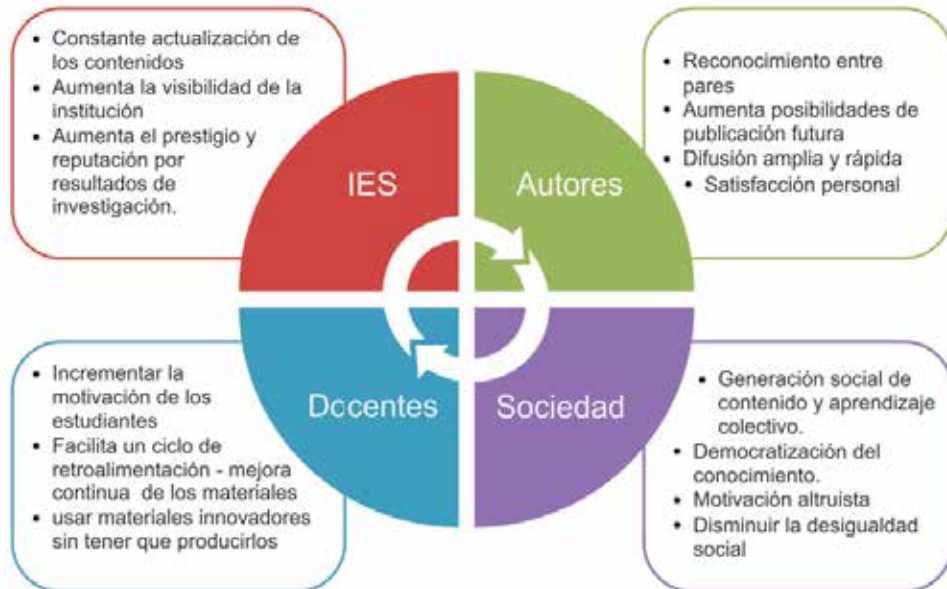 • Constante actualización de
los contenidos
• Aumenta la visibilidad de la
institución
• Aumenta el prestigio y
reputación por
resultados de
investigación.
IES
Autores
• Reconocimiento entre
pares
• Aumenta posibilidades de
publicación futura
• Difusión amplia y rápida
• Satisfacción personal
• Incrementar la
motivación de los
estudiantes
• Facilita un ciclo de
retroalimentación - mejora
continua de los materiales
• usar materiales innovadores
sin tener que producirlos
Docentes
Sociedad
• Generación social de
contenido y aprendizaje
colectivo.
• Democratización del
conocimiento.
• Motivación altruista
• Disminuir la desigualdad
social